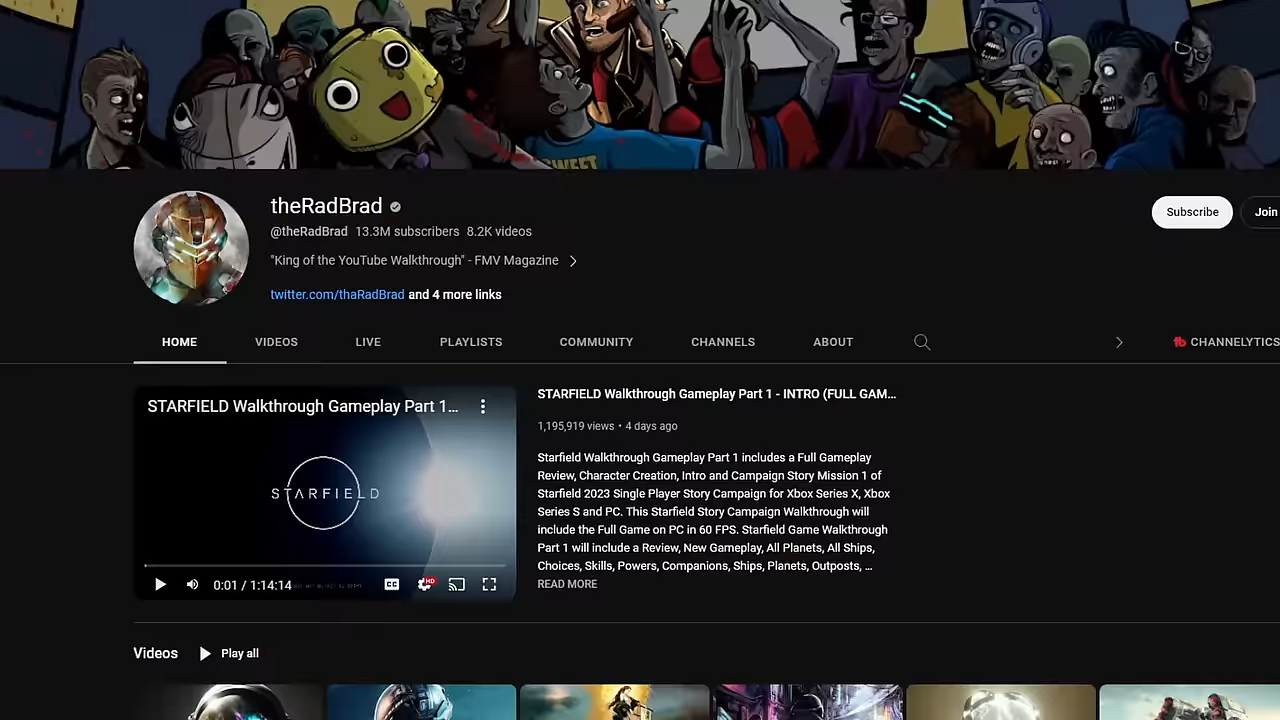 SWEET
theRadBrad
@theRadBrad 13.3M subscribers 8.2K videos
"King of the YouTube Walkthrough" - FMV Magazine
twitter.com/thaRadBrad and 4 more links
Subscribe
Join
HOME VIDEOS LIVE PLAYLISTS COMMUNITY CHANNELS ABOUT CHANNELYTICS
STARFIELD Walkthrough Gameplay Part 1...
STARFIELD
0:01 / 1:14:14
CC
HD
STARFIELD Walkthrough Gameplay Part 1 - INTRO (FULL GAM...
1,195,919 views • 4 days ago
Starfield Walkthrough Gameplay Part 1 includes a Full Gameplay
Review, Character Creation, Intro and Campaign Story Mission 1 of
Starfield 2023 Single Player Story Campaign for Xbox Series X, Xbox
Series S and PC. This Starfield Story Campaign Walkthrough will
include the Full Game on PC in 60 FPS. Starfield Game Walkthrough
Part 1 will include a Review, New Gameplay, All Planets, All Ships,
Choices, Skills, Powers, Companions, Ships, Planets, Outposts, ...
READ MORE
Videos Play all